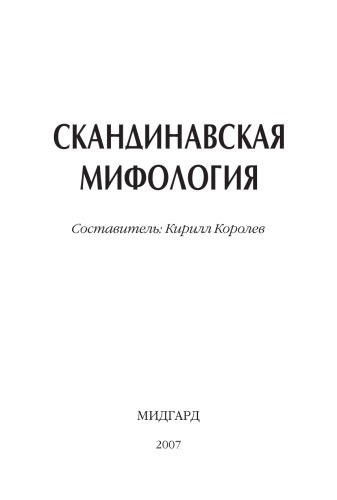 СКАНДИНАВСКАЯ
МИФОЛОГИЯ
Составитель: Кирилл Королев
МИДГАРД
2007